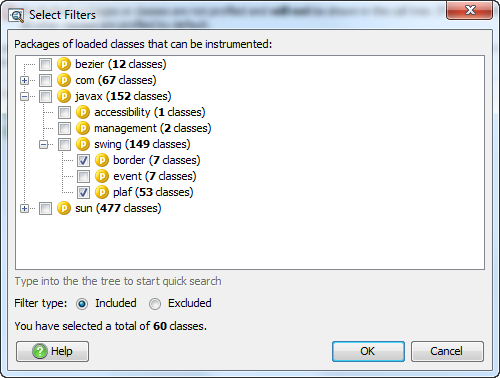 Select Filters
Packages of loaded classes that can be instrumented:
bezier (12 classes)
com (67 classes)
javax (152 classes)
accessibility (1 classes)
management (2 classes)
swing (149 classes)
border (7 classes)
event (7 classes)
plaf (53 classes)
sun (477 classes)
Type into the the tree to start quick search
Filter type: Included Excluded
You have selected a total of 60 classes.
? Help OK Cancel